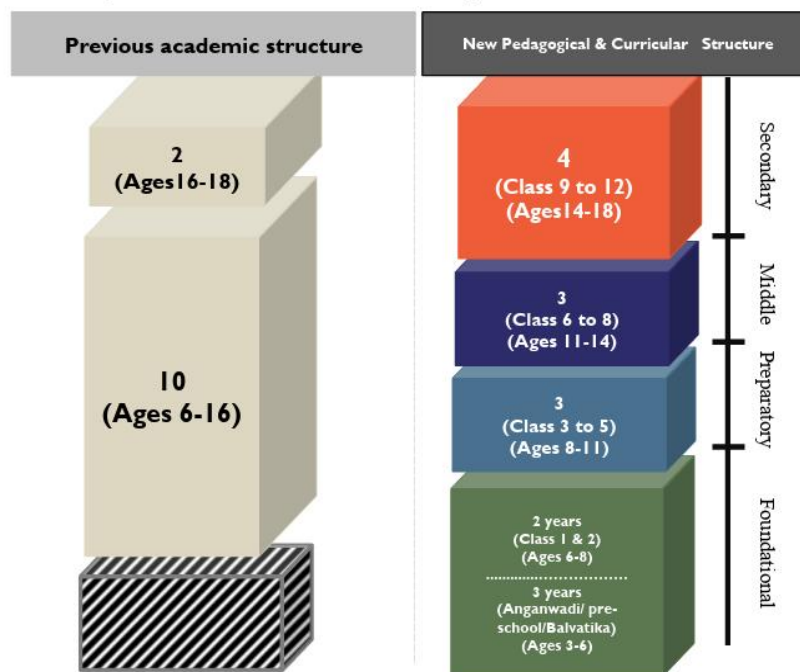 Previous academic structure
New Pedagogical & Curricular Structure
2
(Ages16-18)
10
(Ages 6-16)
4
(Class 9 to 12)
(Ages14-18)
3
(Class 6 to 8)
(Ages 11-14)
3
(Class 3 to 5)
(Ages 8-11)
2 years
(Class 1 & 2)
(Ages 6-8)
3 years
(Anganwadi/ pre-
school/Balvatika)
(Ages 3-6)
Secondary
Middle
Preparatory
Foundational